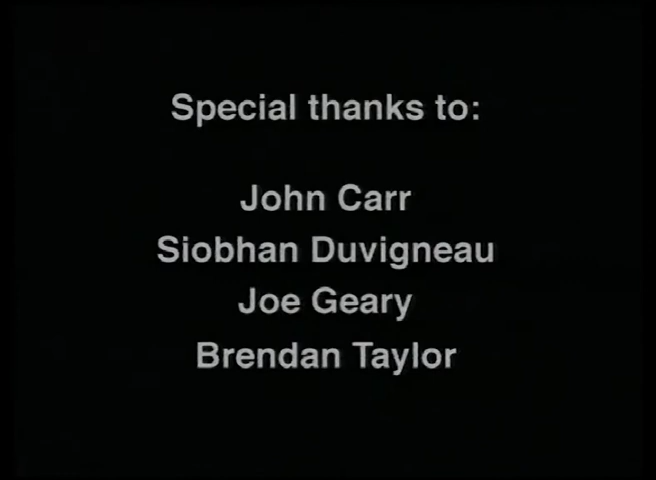 Special thanks to:
John Carr
Siobhan Duvigneau
Joe Geary
Brendan Taylor